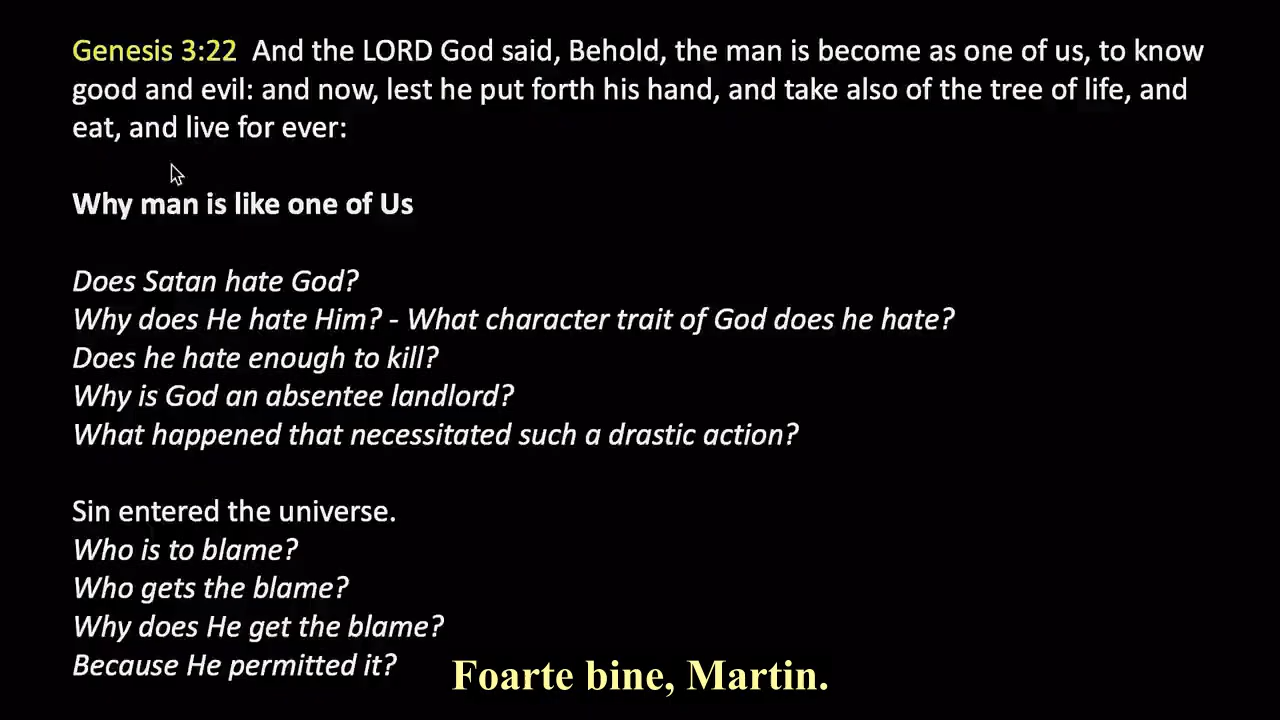 Genesis 3:22 And the LORD God said, Behold, the man is become as one of us, to know
good and evil: and now, lest he put forth his hand, and take also of the tree of life, and
eat, and live for ever:
Why man is like one of Us
Does Satan hate God?
Why does He hate Him? - What character trait of God does he hate?
Does he hate enough to kill?
Why is God an absentee landlord?
What happened that necessitated such a drastic action?
Sin entered the universe.
Who is to blame?
Who gets the blame?
Why does He get the blame?
Because He permitted it?
Foarte bine, Martin.